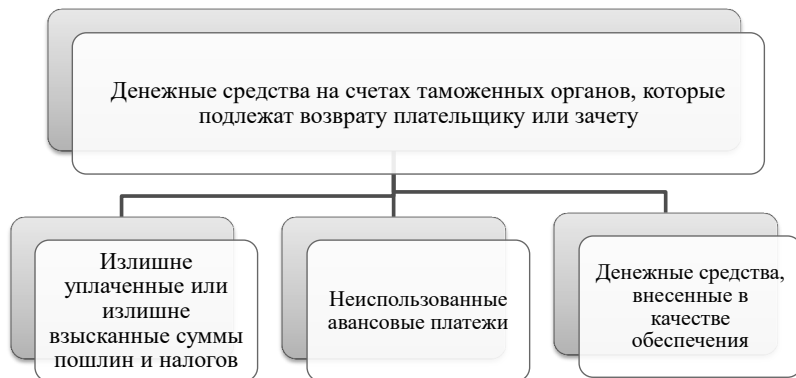 Денежные средства на счетах таможенных органов, которые
подлежат возврату плательщику или зачету
Излишне
уплаченные или
излишне
взысканные суммы
пошлин и налогов
Неиспользованные
авансовые платежи
Денежные средства,
внесенные в
качестве
обеспечения